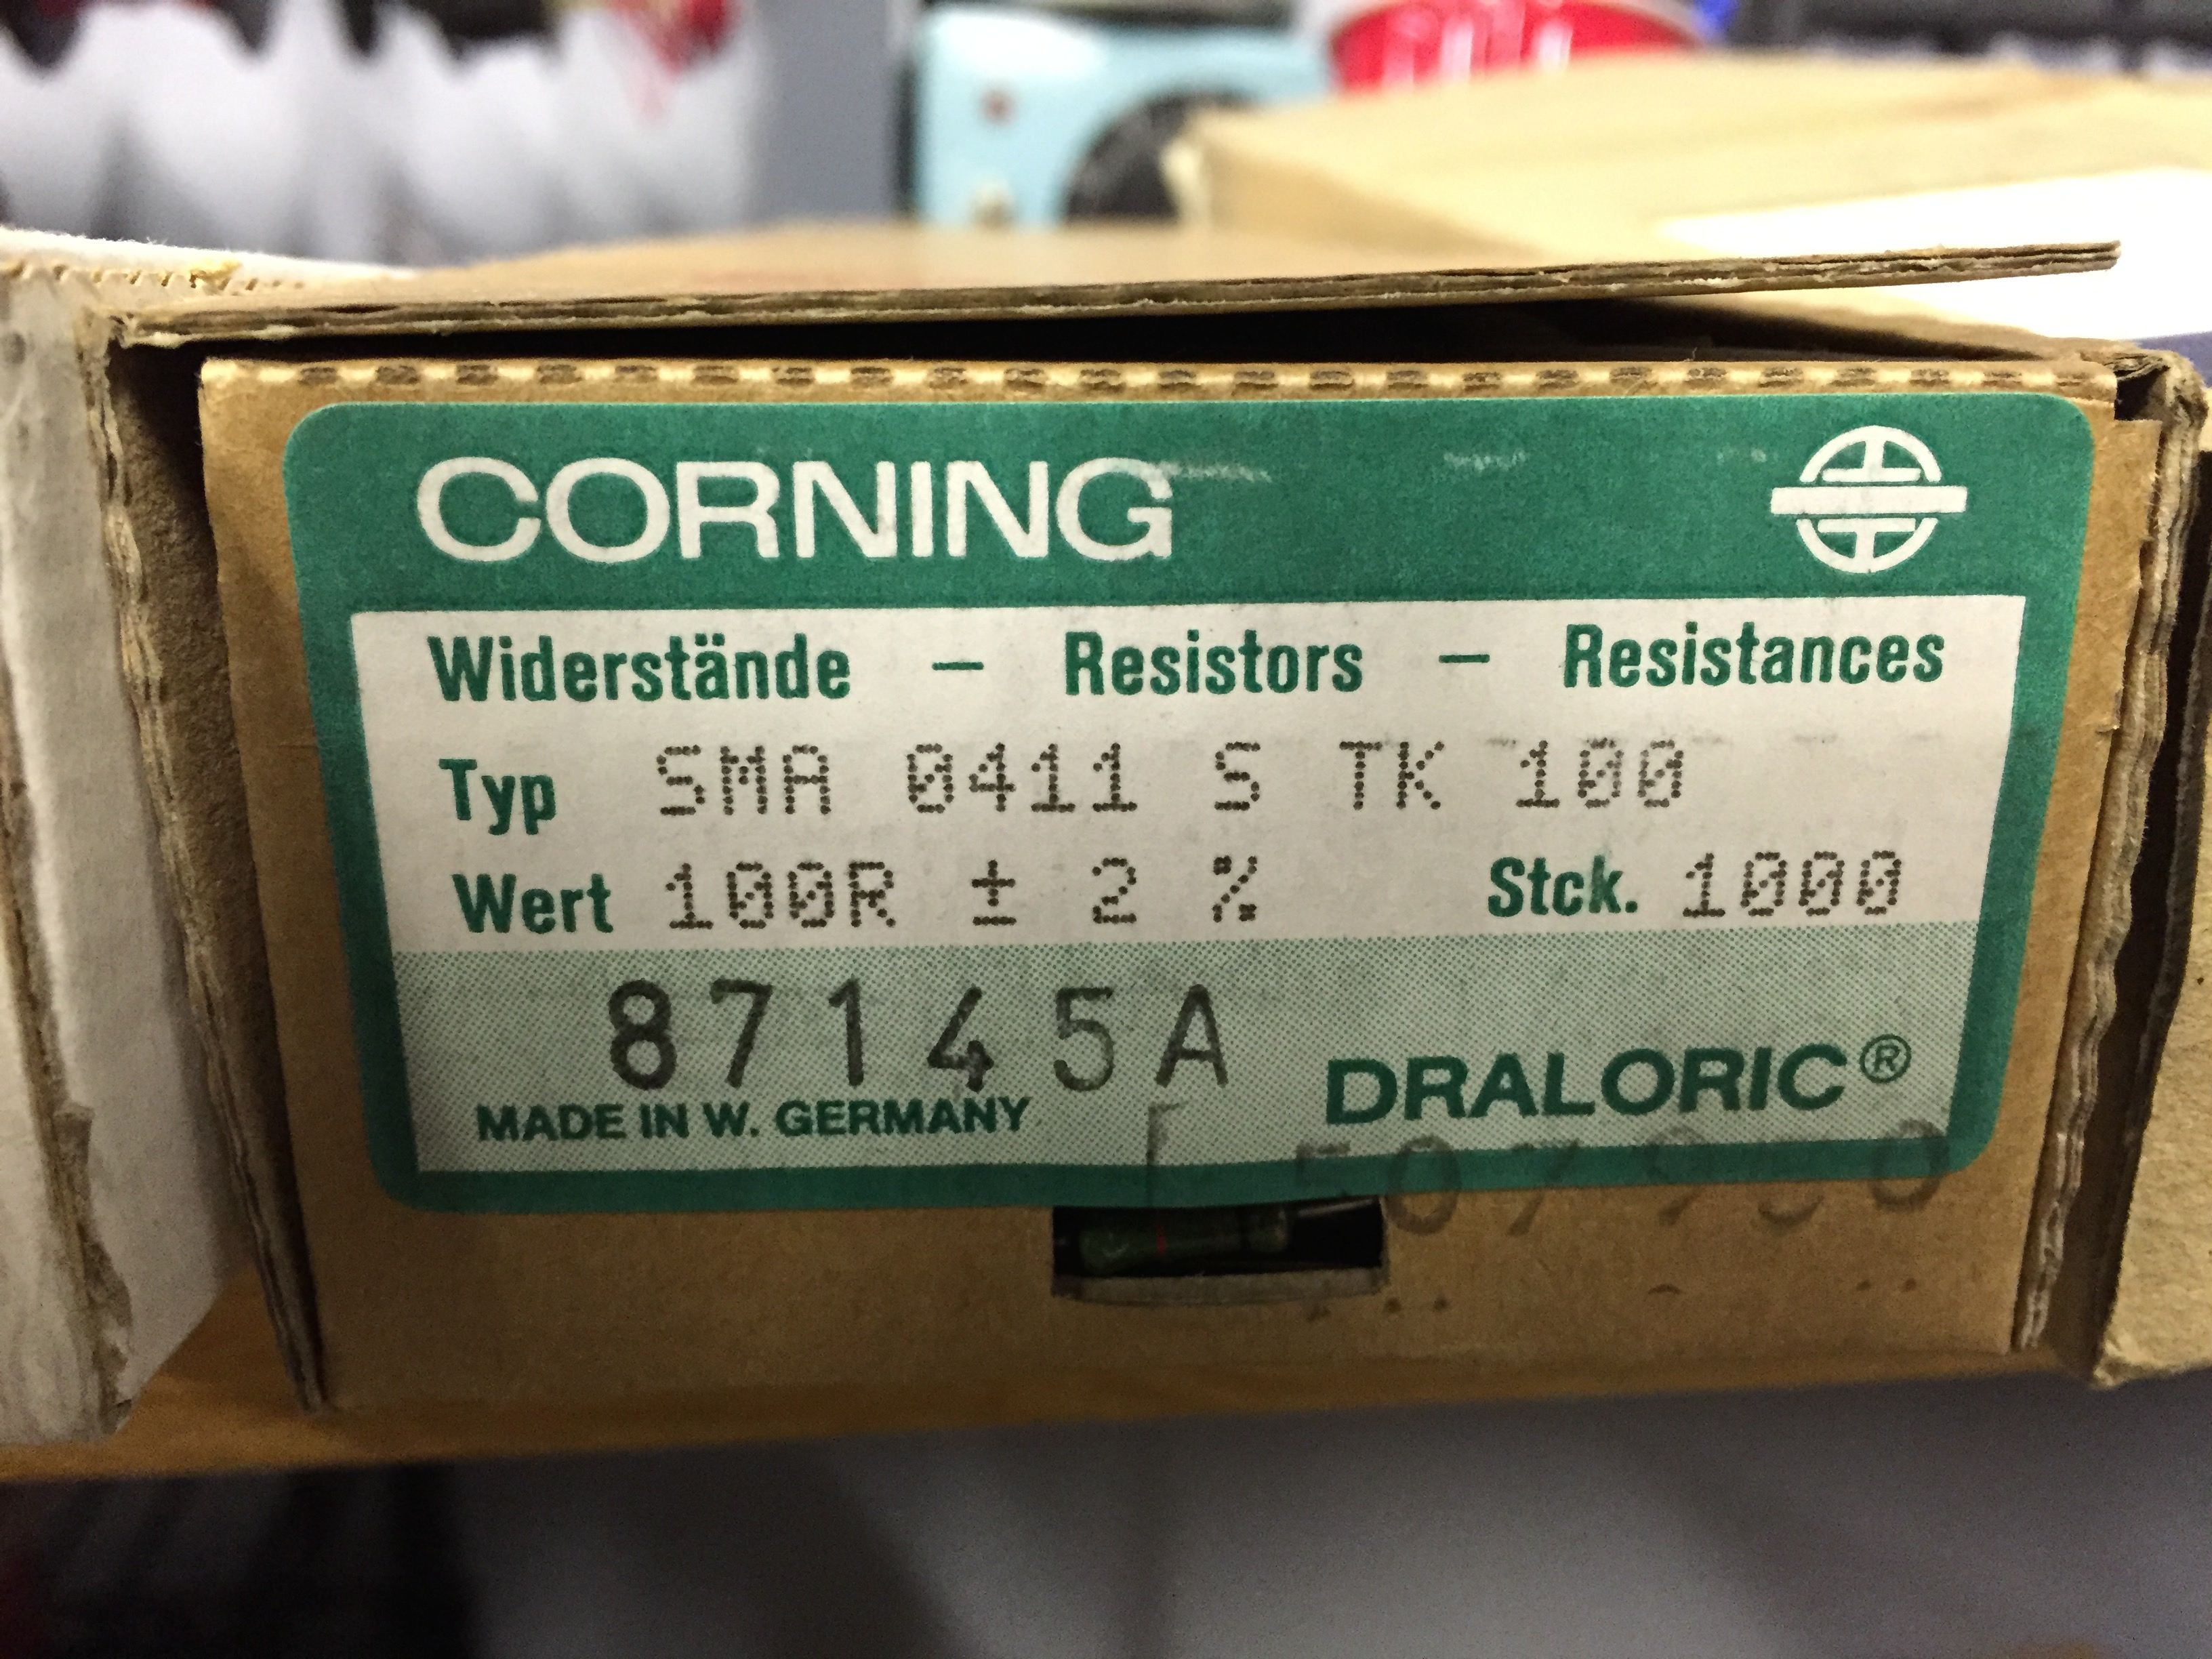 CORNING
Widerstände – Resistors – Resistances
Typ SMA 0411 S TK 100
Wert 100R ± 2 % Stck. 1000
87145A
MADE IN W. GERMANY DRALORIC®